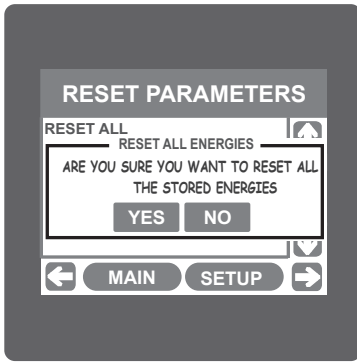 RESET PARAMETERS
RESET ALL
RESET ALL ENERGIES
ARE YOU SURE YOU WANT TO RESET ALL
THE STORED ENERGIES
YES NO
MAIN SETUP